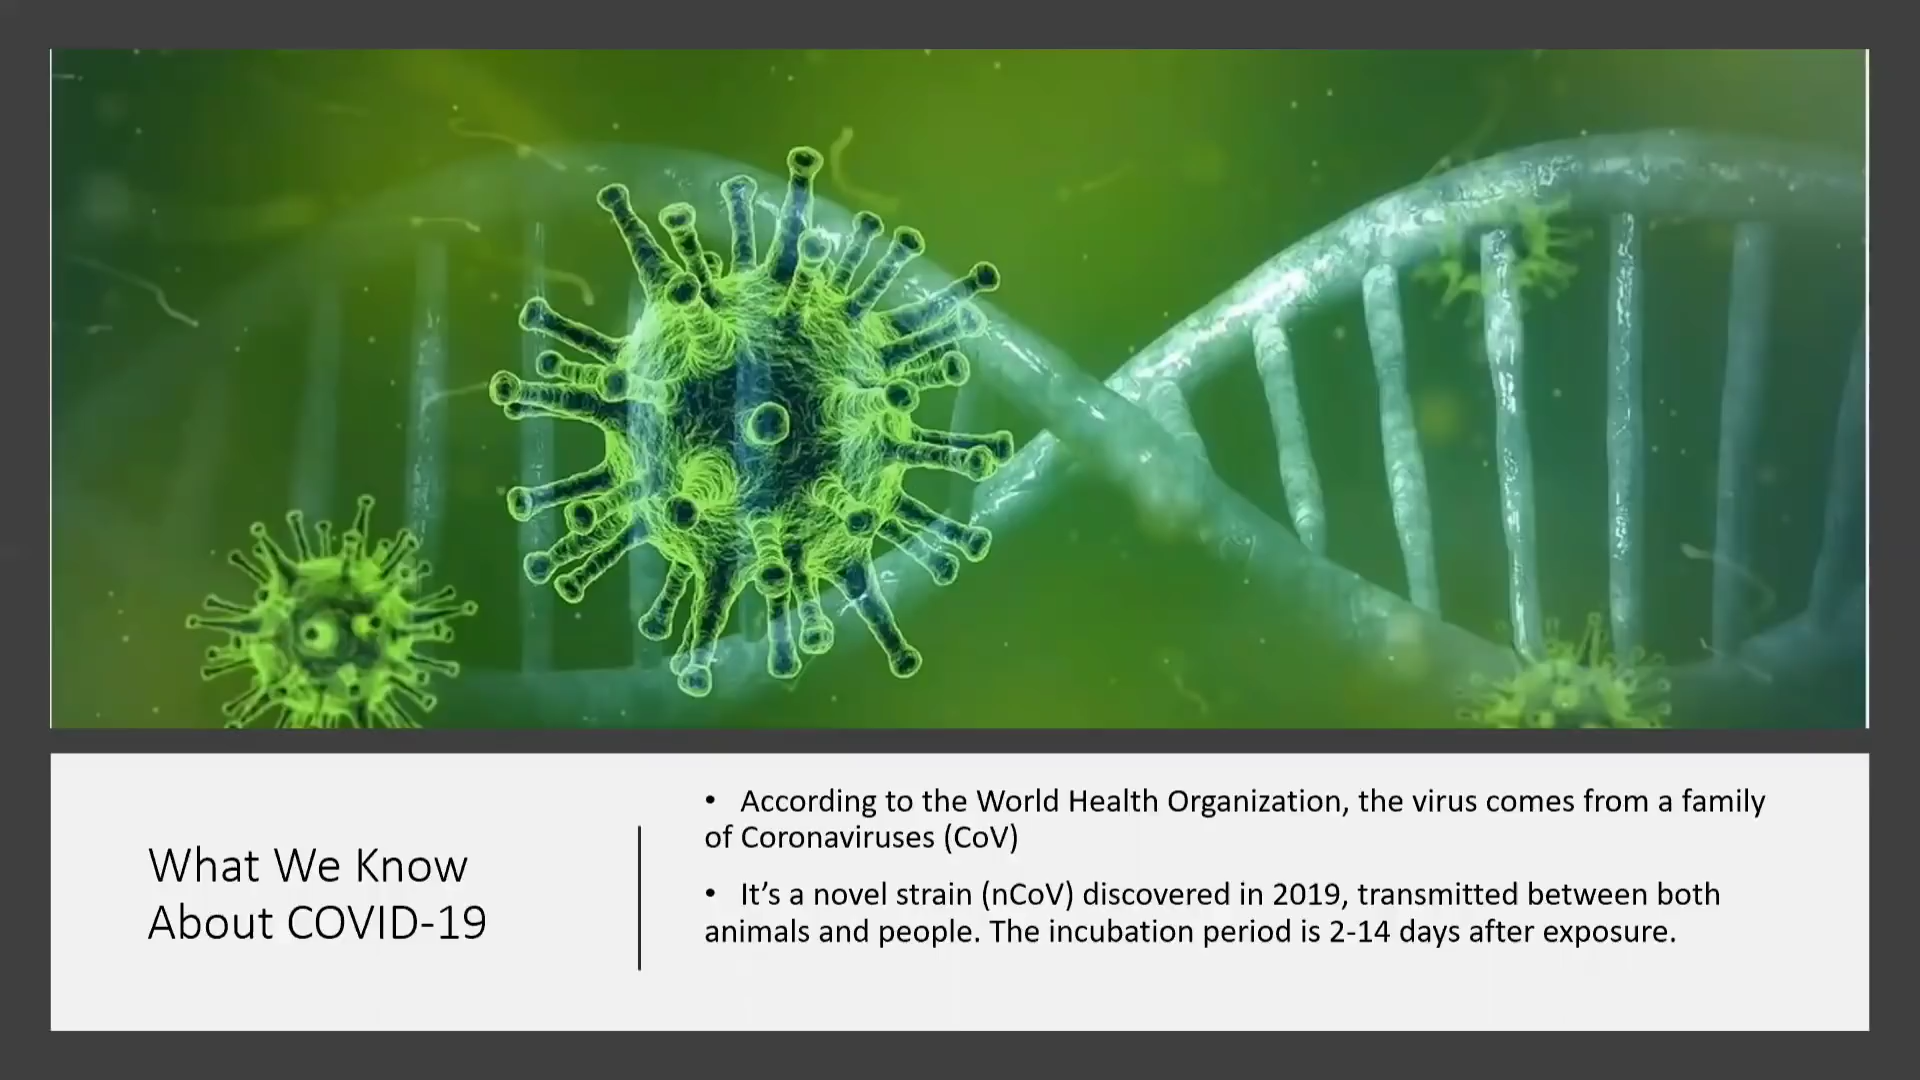 What We Know
About COVID-19
• According to the World Health Organization, the virus comes from a family
of Coronaviruses (CoV)
• It’s a novel strain (nCoV) discovered in 2019, transmitted between both
animals and people. The incubation period is 2-14 days after exposure.